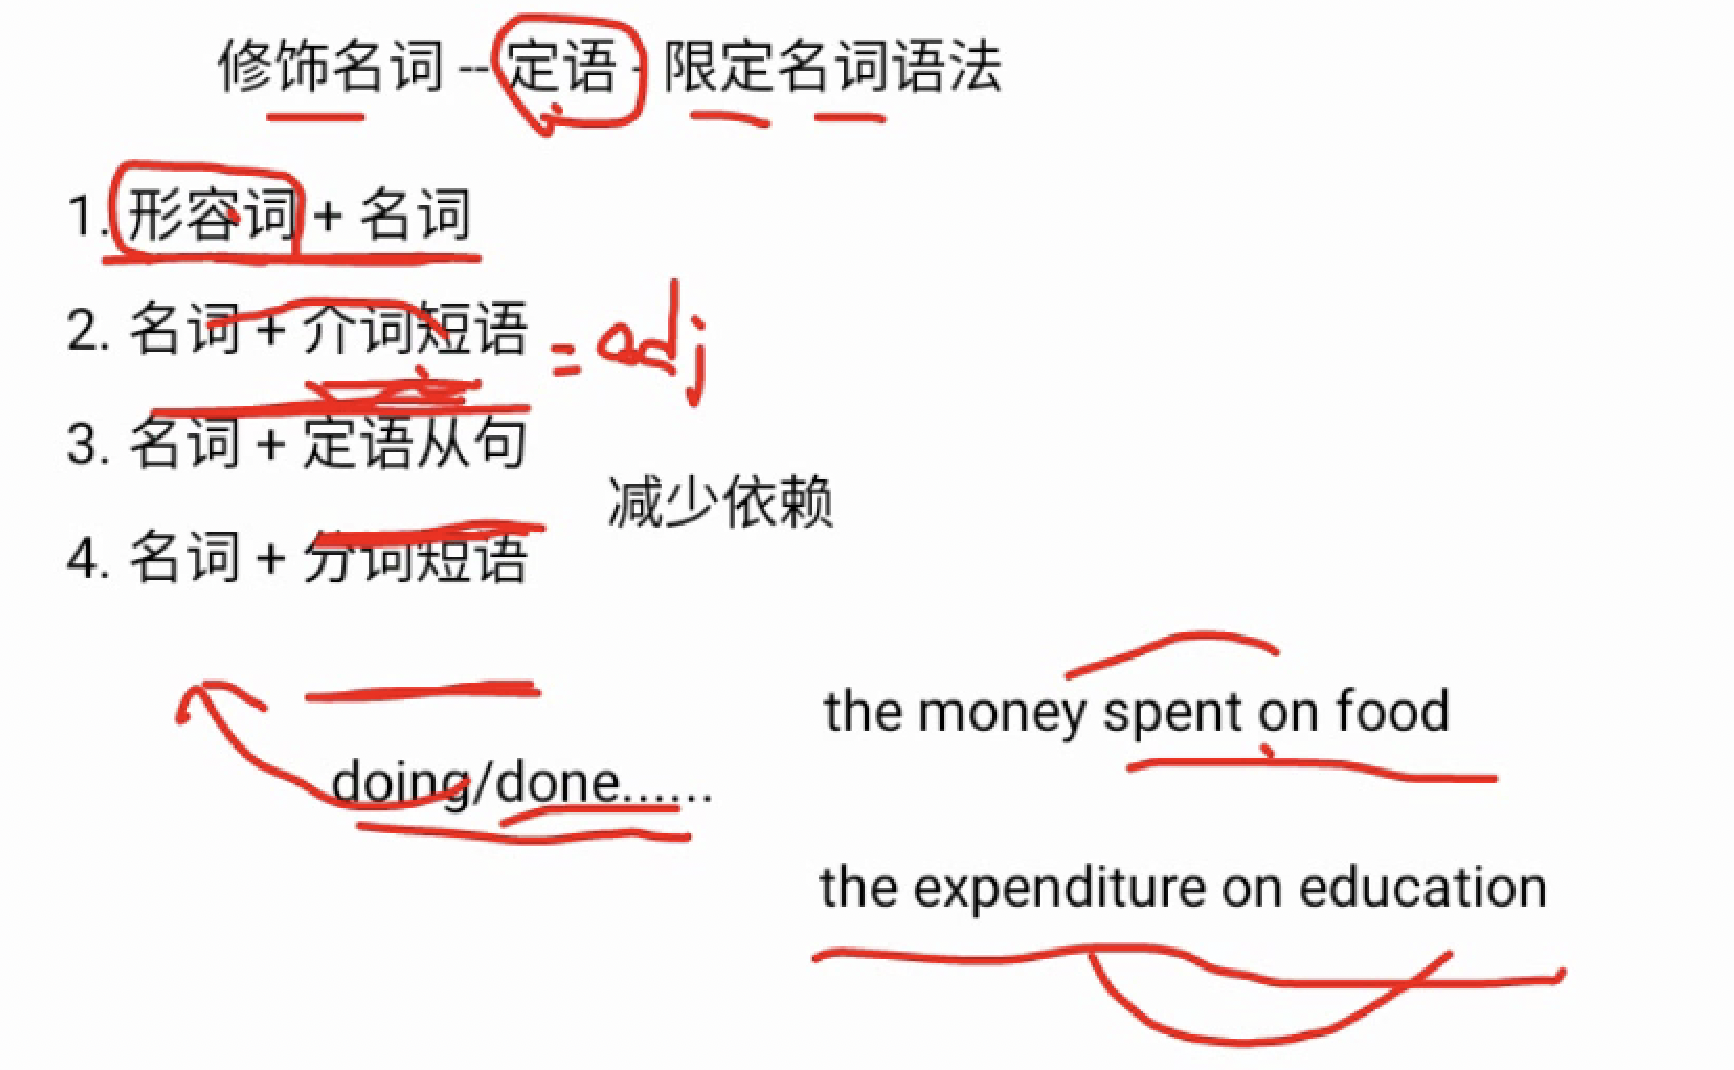 修饰名词 -- 定语 - 限定名词语法
1. 形容词 + 名词
2. 名词 + 介词短语 = adj
3. 名词 + 定语从句
减少依赖
4. 名词 + 分词短语
the money spent on food
doing/done......
the expenditure on education